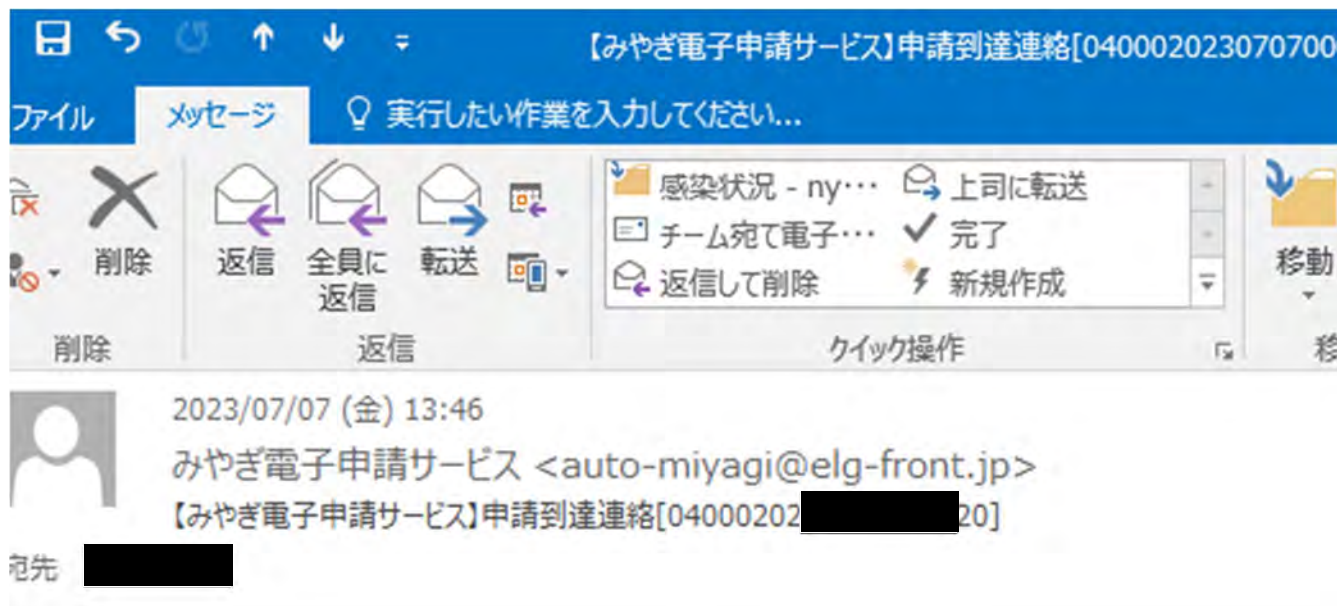 【みやぎ電子申請サービス】申請到達連絡[040002023070700
ファイル メッセージ 実行したい作業を入力してください...
感染状況 - ny… 上司に転送
チーム宛て電子… 完了
返信して削除 新規作成
削除 返信 全員に返信 転送 移動
削除 返信 クイック操作 移
2023/07/07 (金) 13:46
みやぎ電子申請サービス <auto-miyagi@elg-front.jp>
【みやぎ電子申請サービス】申請到達連絡[04000202 20]
宛先